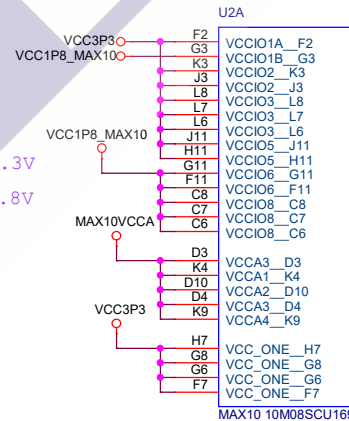 U2A
VCC3P3 F2 VCCIO1A__F2
VCC1P8_MAX10 G3 VCCIO1B__G3
K3 VCCIO2__K3
J3 VCCIO2__J3
L8 VCCIO3__L8
L7 VCCIO3__L7
L6 VCCIO3__L6
VCC1P8_MAX10 J11 VCCIO5__J11
H11 VCCIO5__H11
.3V G11 VCCIO6__G11
F11 VCCIO6__F11
.8V C8 VCCIO8__C8
C7 VCCIO8__C7
C6 VCCIO8__C6
MAX10VCCA
D3 VCCA3__D3
K4 VCCA1__K4
D10 VCCA2__D10
D4 VCCA3__D4
K9 VCCA4__K9
VCC3P3
H7 VCC_ONE__H7
G8 VCC_ONE__G8
G6 VCC_ONE__G6
F7 VCC_ONE__F7
MAX10 10M08SCU169